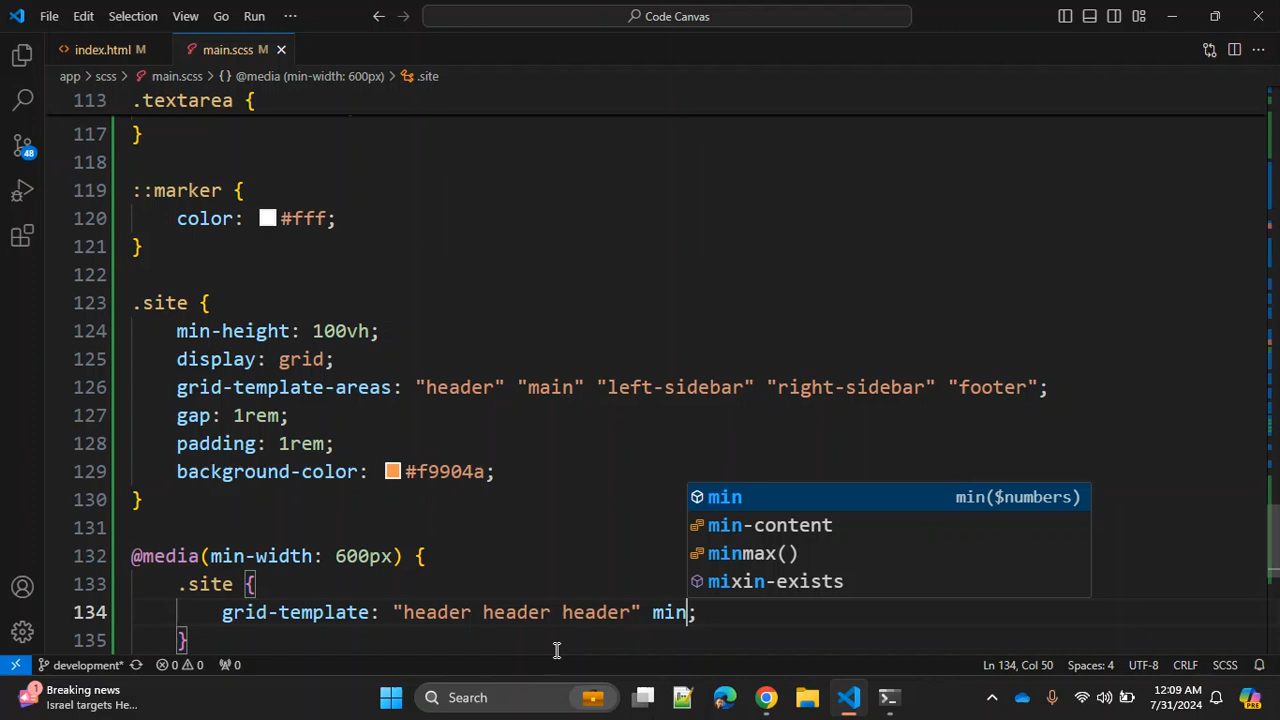 File Edit Selection View Go Run ··· Code Canvas
index.html M main.scss M
app > scss > main.scss > {} @media (min-width: 600px) > .site
113 .textarea {
117 }
118
119 ::marker {
120 color: #fff;
121 }
122
123 .site {
124 min-height: 100vh;
125 display: grid;
126 grid-template-areas: "header" "main" "left-sidebar" "right-sidebar" "footer";
127 gap: 1rem;
128 padding: 1rem;
129 background-color: #f9904a;
130 }
131
132 @media(min-width: 600px) {
133 .site {
134 grid-template: "header header header" min;
135 }
min min($numbers)
min-content
minmax()
mixin-exists
48
development* 0 0 0 Ln 134, Col 50 Spaces: 4 UTF-8 CRLF SCSS
1 Breaking news
Israel targets He...
Search
12:09 AM
7/31/2024
PRE